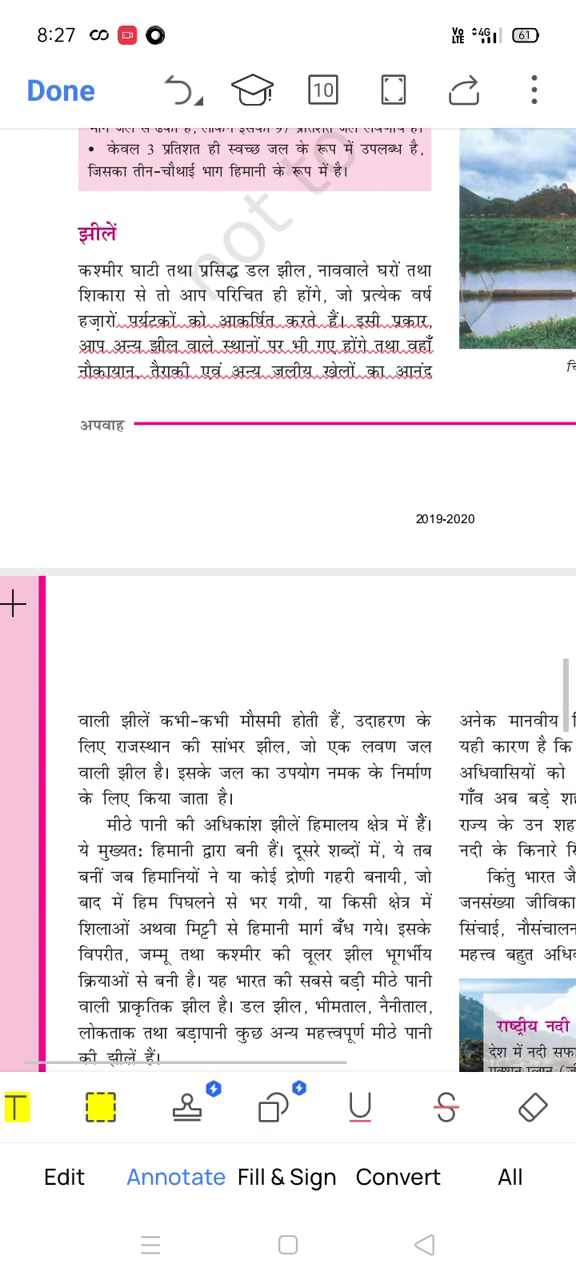 8:27
Vo LTE 4G 61
Done
10
• केवल 3 प्रतिशत ही स्वच्छ जल के रूप में उपलब्ध है,
जिसका तीन-चौथाई भाग हिमानी के रूप में है।
not to
झीलें
कश्मीर घाटी तथा प्रसिद्ध डल झील, नाववाले घरों तथा
शिकारा से तो आप परिचित ही होंगे, जो प्रत्येक वर्ष
हज़ारों पर्यटकों को आकर्षित करते हैं। इसी प्रकार,
आप अन्य झील वाले स्थानों पर भी गए होंगे तथा वहाँ
नौकायान, तैराकी एवं अन्य जलीय खेलों का आनंद
अपवाह
2019-2020
वाली झीलें कभी-कभी मौसमी होती हैं, उदाहरण के
लिए राजस्थान की सांभर झील, जो एक लवण जल
वाली झील है। इसके जल का उपयोग नमक के निर्माण
के लिए किया जाता है।
मीठे पानी की अधिकांश झीलें हिमालय क्षेत्र में हैं।
ये मुख्यत: हिमानी द्वारा बनी हैं। दूसरे शब्दों में, ये तब
बनीं जब हिमानियों ने या कोई द्रोणी गहरी बनायी, जो
बाद में हिम पिघलने से भर गयी, या किसी क्षेत्र में
शिलाओं अथवा मिट्टी से हिमानी मार्ग बँध गये। इसके
विपरीत, जम्मू तथा कश्मीर की वूलर झील भूगर्भीय
क्रियाओं से बनी है। यह भारत की सबसे बड़ी मीठे पानी
वाली प्राकृतिक झील है। डल झील, भीमताल, नैनीताल,
लोकताक तथा बड़ापानी कुछ अन्य महत्त्वपूर्ण मीठे पानी
की झीलें हैं।
अनेक मानवीय
यही कारण है कि
अधिवासियों को
गाँव अब बड़े
राज्य के उन
नदी के किनारे
किंतु भारत
जनसंख्या जीविका
सिंचाई, नौसंचालन
महत्त्व बहुत
राष्ट्रीय नदी
देश में नदी
T U S
Edit Annotate Fill & Sign Convert All